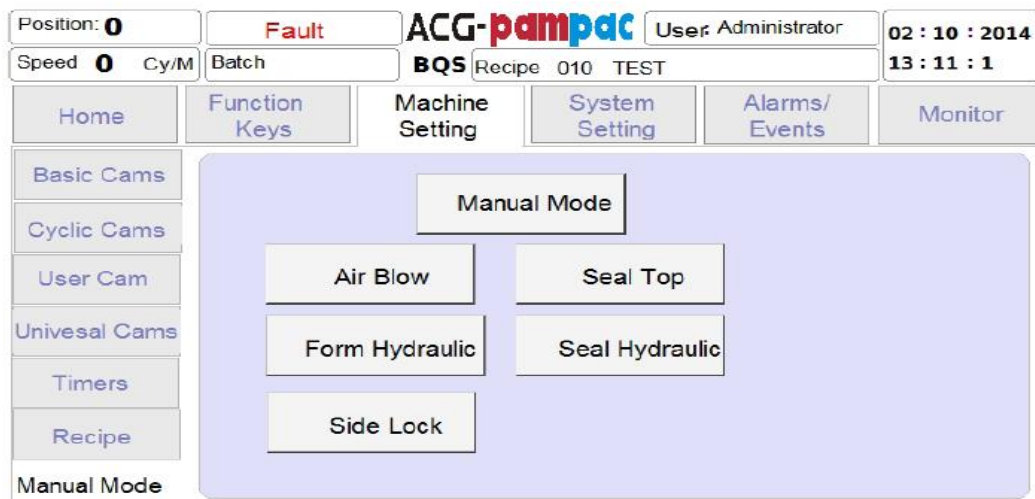 Position: 0
Fault
ACG-pampac
User: Administrator
02 : 10 : 2014
Speed 0 Cy/M
Batch
BQS
Recipe 010 TEST
13 : 11 : 1
Home
Function Keys
Machine Setting
System Setting
Alarms/ Events
Monitor
Basic Cams
Cyclic Cams
User Cam
Univesal Cams
Timers
Recipe
Manual Mode
Manual Mode
Air Blow
Seal Top
Form Hydraulic
Seal Hydraulic
Side Lock